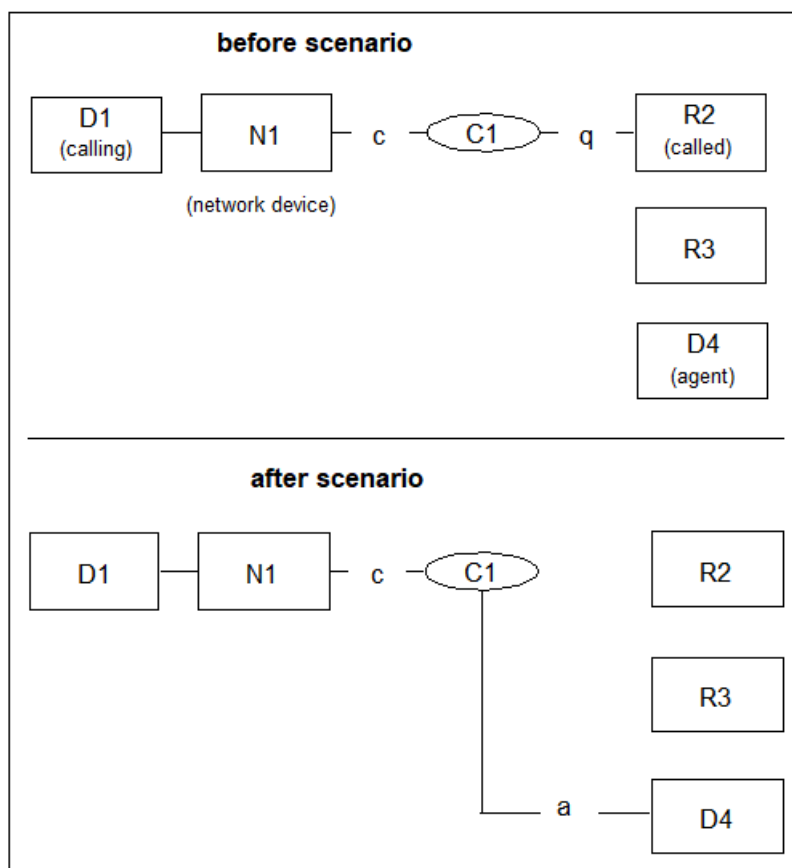 before scenario
D1
(calling)
N1
c
C1
q
R2
(called)
(network device)
R3
D4
(agent)
after scenario
D1
N1
c
C1
R2
R3
a
D4